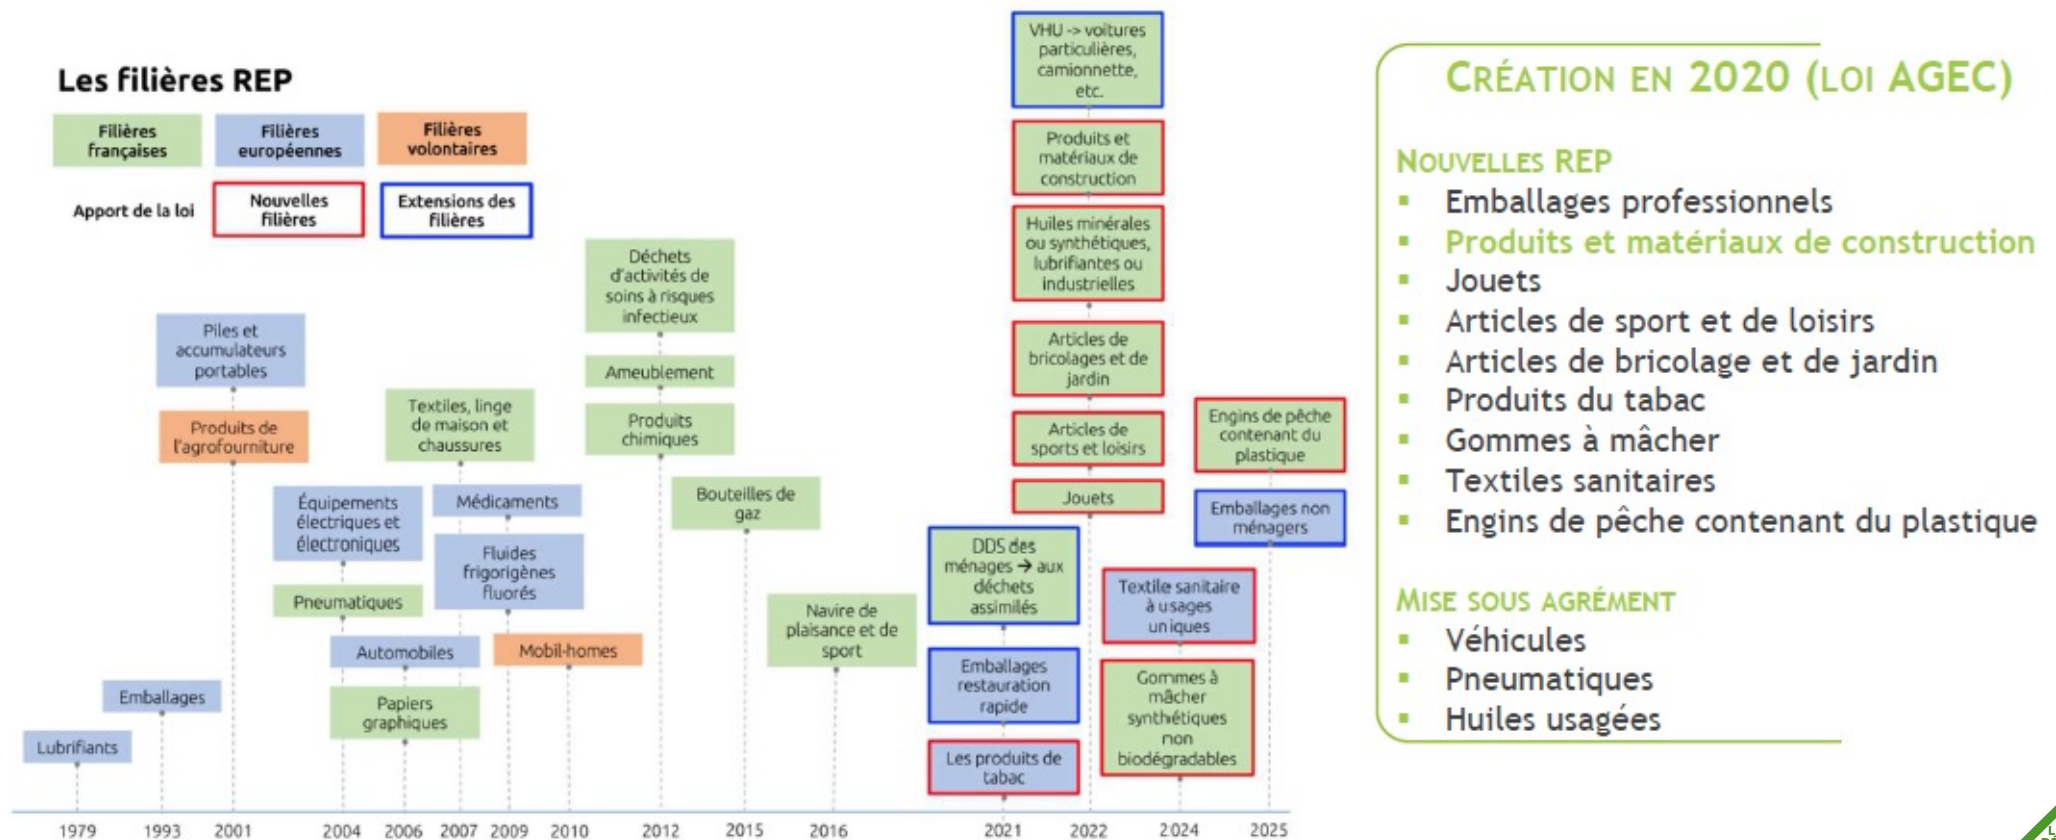 Les filières REP
Filières
françaises
Filières
européennes
Filières
volontaires
Apport de la loi
Nouvelles
filières
Extensions des
filières
Lubrifiants
Emballages
Piles et
accumulateurs
portables
Produits de
l'agrofourniture
Équipements
électriques et
électroniques
Pneumatiques
Automobiles
Papiers
graphiques
Textiles, linge
de maison et
chaussures
Médicaments
Fluides
frigorigènes
fluorés
Mobil-homes
Déchets
d'activités de
soins à risques
infectieux
Ameublement
Produits
chimiques
Bouteilles de
gaz
Navire de
plaisance et de
sport
DDS des
ménages → aux
déchets
assimilés
Emballages
restauration
rapide
Les produits de
tabac
VHU -> voitures
particulières,
camionnette,
etc.
Produits et
matériaux de
construction
Huiles minérales
ou synthétiques,
lubrifiantes ou
industrielles
Articles de
bricolages et de
jardin
Articles de
sports et loisirs
Jouets
Textile sanitaire
à usages
uniques
Gommes à
mâcher
synthétiques
non
biodégradables
Engins de pêche
contenant du
plastique
Emballages non
ménagers
1979 1993 2001 2004 2006 2007 2009 2010 2012 2015 2016 2021 2022 2024 2025
CRÉATION EN 2020 (LOI AGEC)
NOUVELLES REP
▪ Emballages professionnels
▪ Produits et matériaux de construction
▪ Jouets
▪ Articles de sport et de loisirs
▪ Articles de bricolage et de jardin
▪ Produits du tabac
▪ Gommes à mâcher
▪ Textiles sanitaires
▪ Engins de pêche contenant du plastique
MISE SOUS AGRÉMENT
▪ Véhicules
▪ Pneumatiques
▪ Huiles usagées